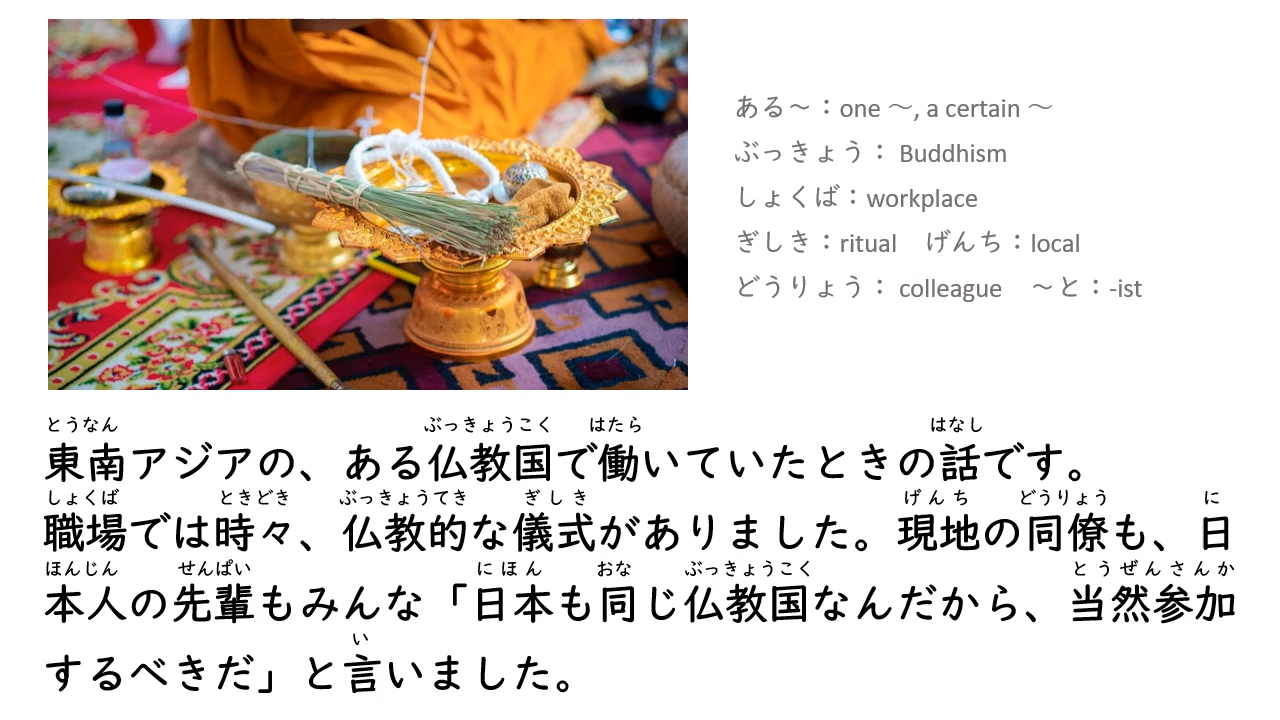 ある～：one ～, a certain ～
ぶっきょう： Buddhism
しょくば：workplace
ぎしき：ritual　げんち：local
どうりょう： colleague　～と：-ist
とうなん　ぶっきょうこく　はたら　はなし
東南アジアの、ある仏教国で働いていたときの話です。
しょくば　ときどき　ぶっきょうてき　ぎしき　げんち　どうりょう　に
職場では時々、仏教的な儀式がありました。現地の同僚も、日
ほんじん　せんぱい　にほん　おな　ぶっきょうこく　とうぜんさんか
本人の先輩もみんな「日本も同じ仏教国なんだから、当然参加
い
するべきだ」と言いました。